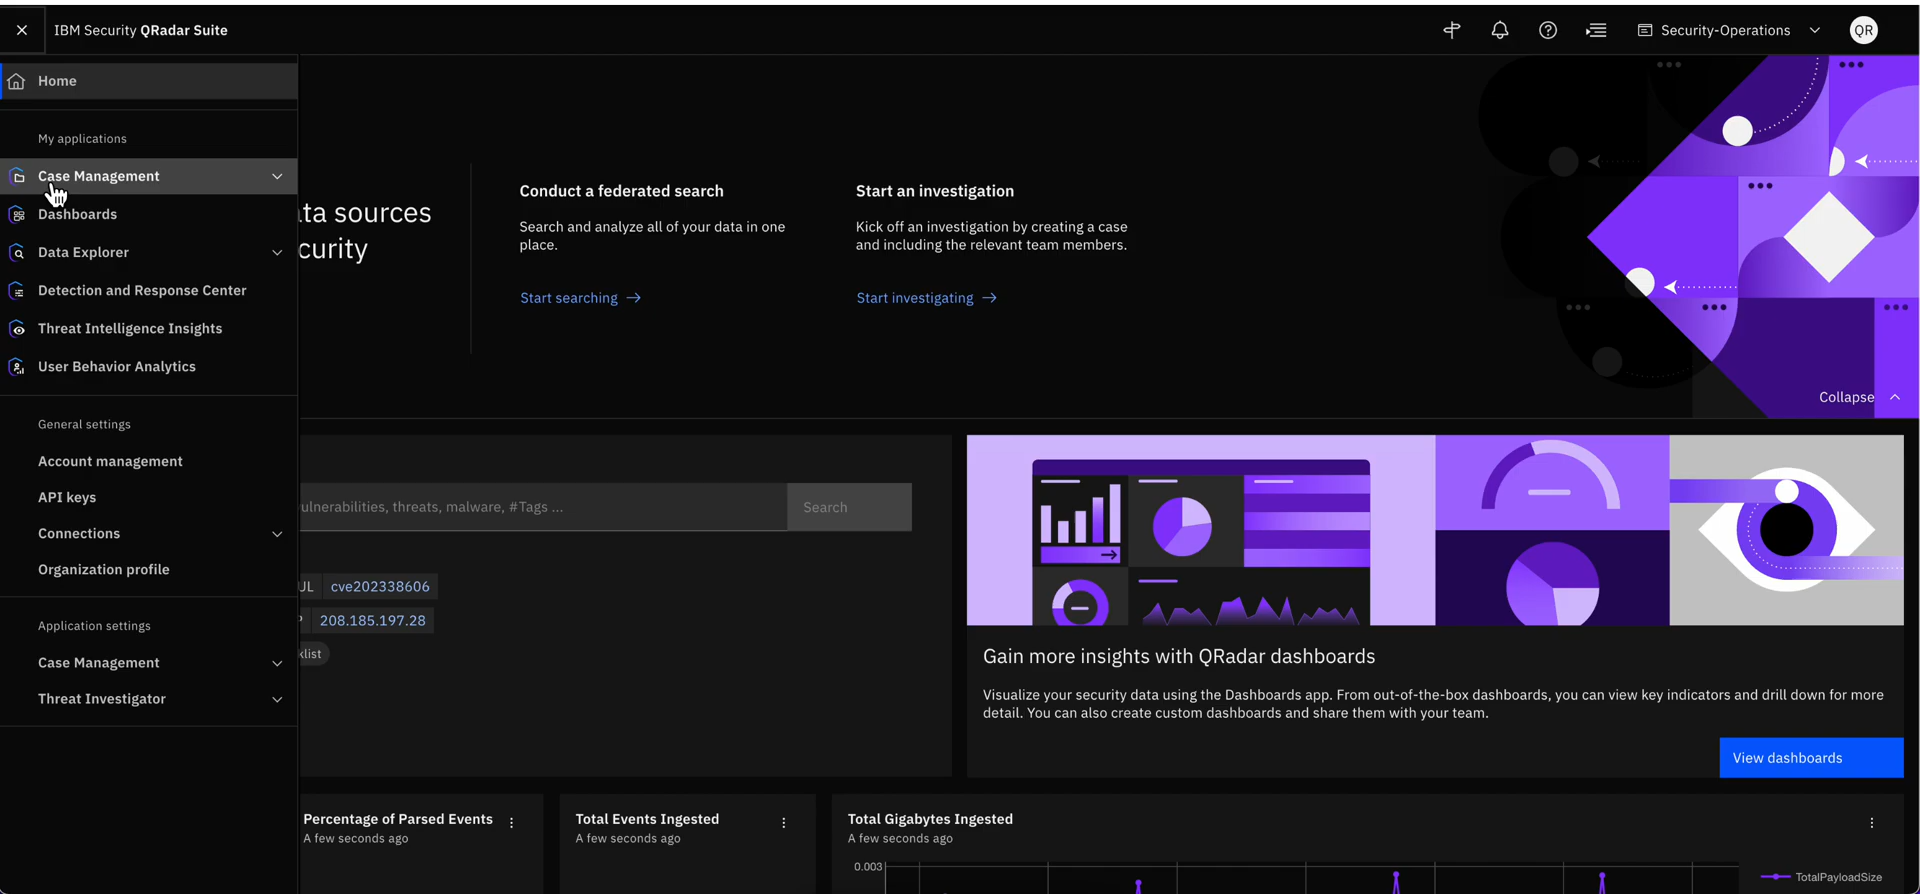 IBM Security QRadar Suite
Security-Operations
QR
Home
My applications
Case Management
Dashboards
Data Explorer
Detection and Response Center
Threat Intelligence Insights
User Behavior Analytics
General settings
Account management
API keys
Connections
Organization profile
Application settings
Case Management
Threat Investigator
ta sources
curity
Conduct a federated search
Search and analyze all of your data in one
place.
Start searching
Start an investigation
Kick off an investigation by creating a case
and including the relevant team members.
Start investigating
Collapse
ulnerabilities, threats, malware, #Tags ...
Search
UL cve202338606
208.185.197.28
klist
Gain more insights with QRadar dashboards
Visualize your security data using the Dashboards app. From out-of-the-box dashboards, you can view key indicators and drill down for more
detail. You can also create custom dashboards and share them with your team.
View dashboards
Percentage of Parsed Events
A few seconds ago
Total Events Ingested
A few seconds ago
Total Gigabytes Ingested
A few seconds ago
0.003
TotalPayloadSize